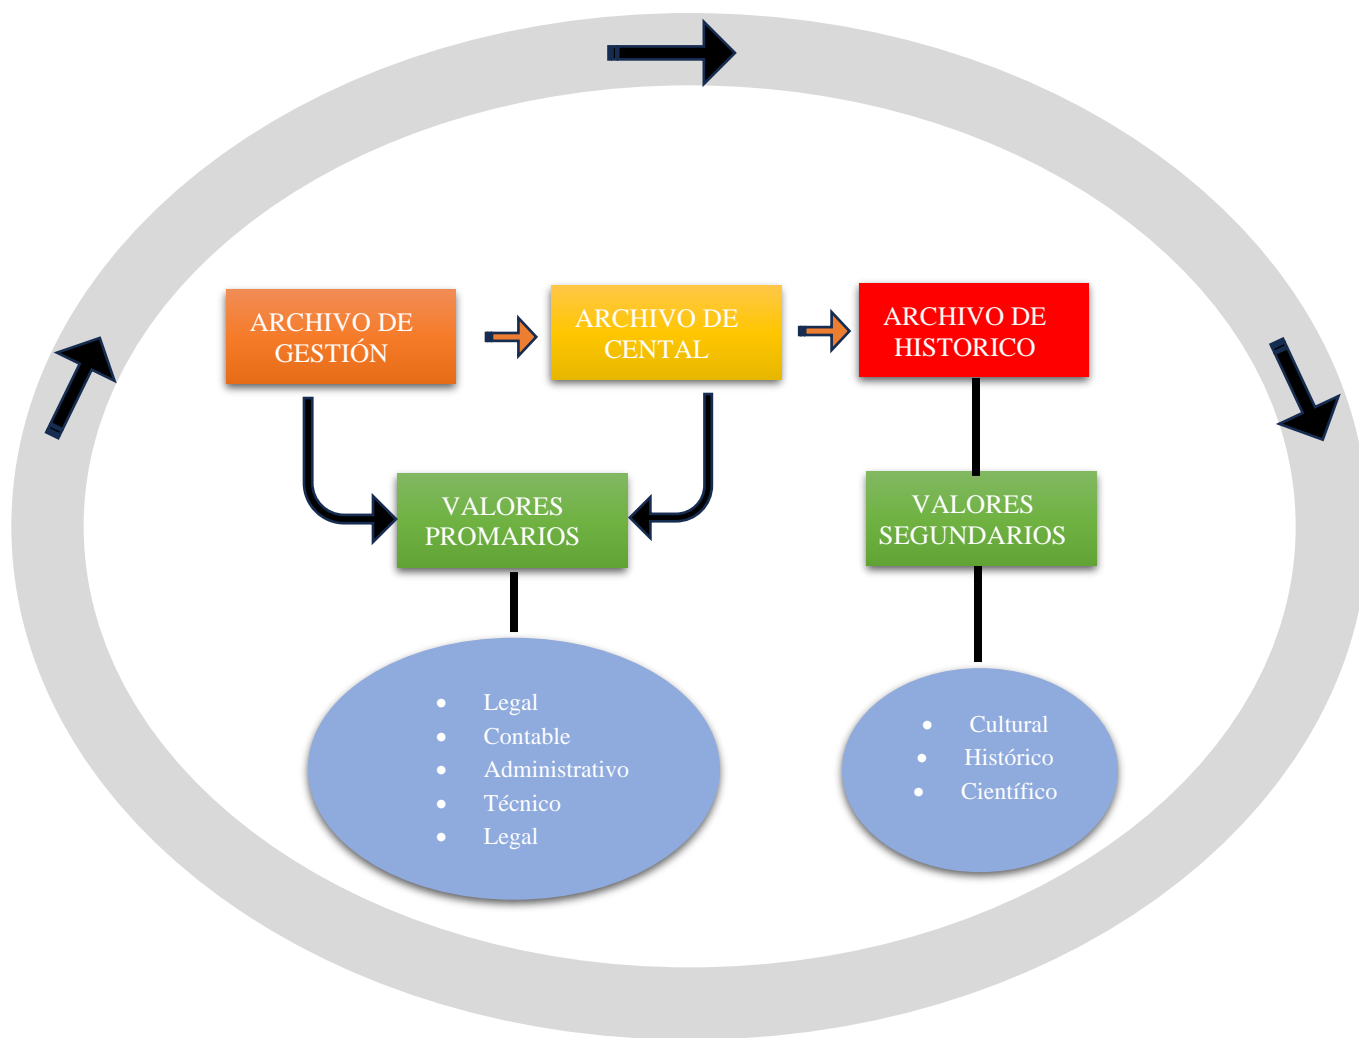 ARCHIVO DE
GESTIÓN
ARCHIVO DE
CENTAL
ARCHIVO DE
HISTORICO
VALORES
PROMARIOS
VALORES
SEGUNDARIOS
• Legal
• Contable
• Administrativo
• Técnico
• Legal
• Cultural
• Histórico
• Científico